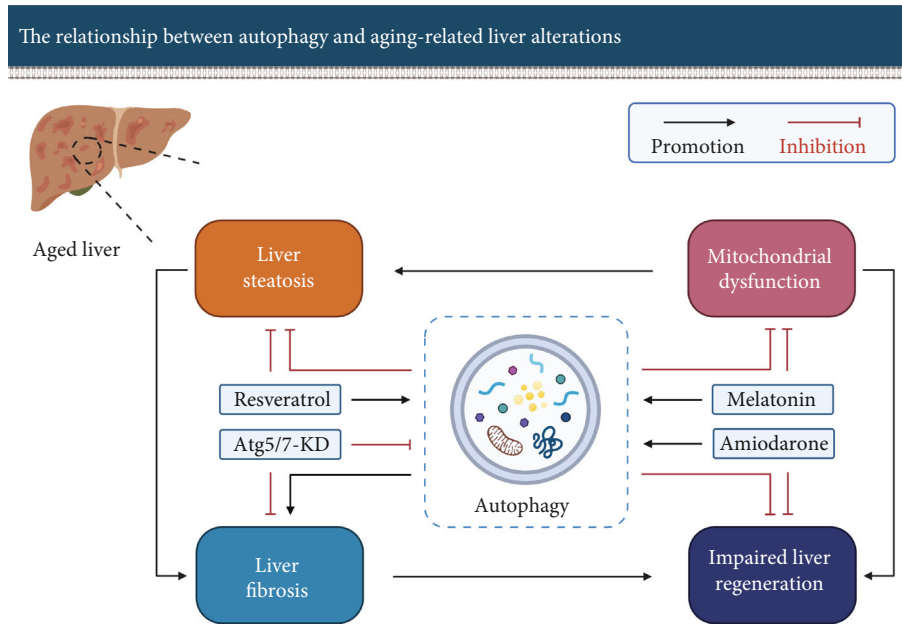 The relationship between autophagy and aging-related liver alterations
Promotion
Inhibition
Aged liver
Liver
steatosis
Mitochondrial
dysfunction
Resveratrol
Melatonin
Atg5/7-KD
Amiodarone
Autophagy
Liver
fibrosis
Impaired liver
regeneration